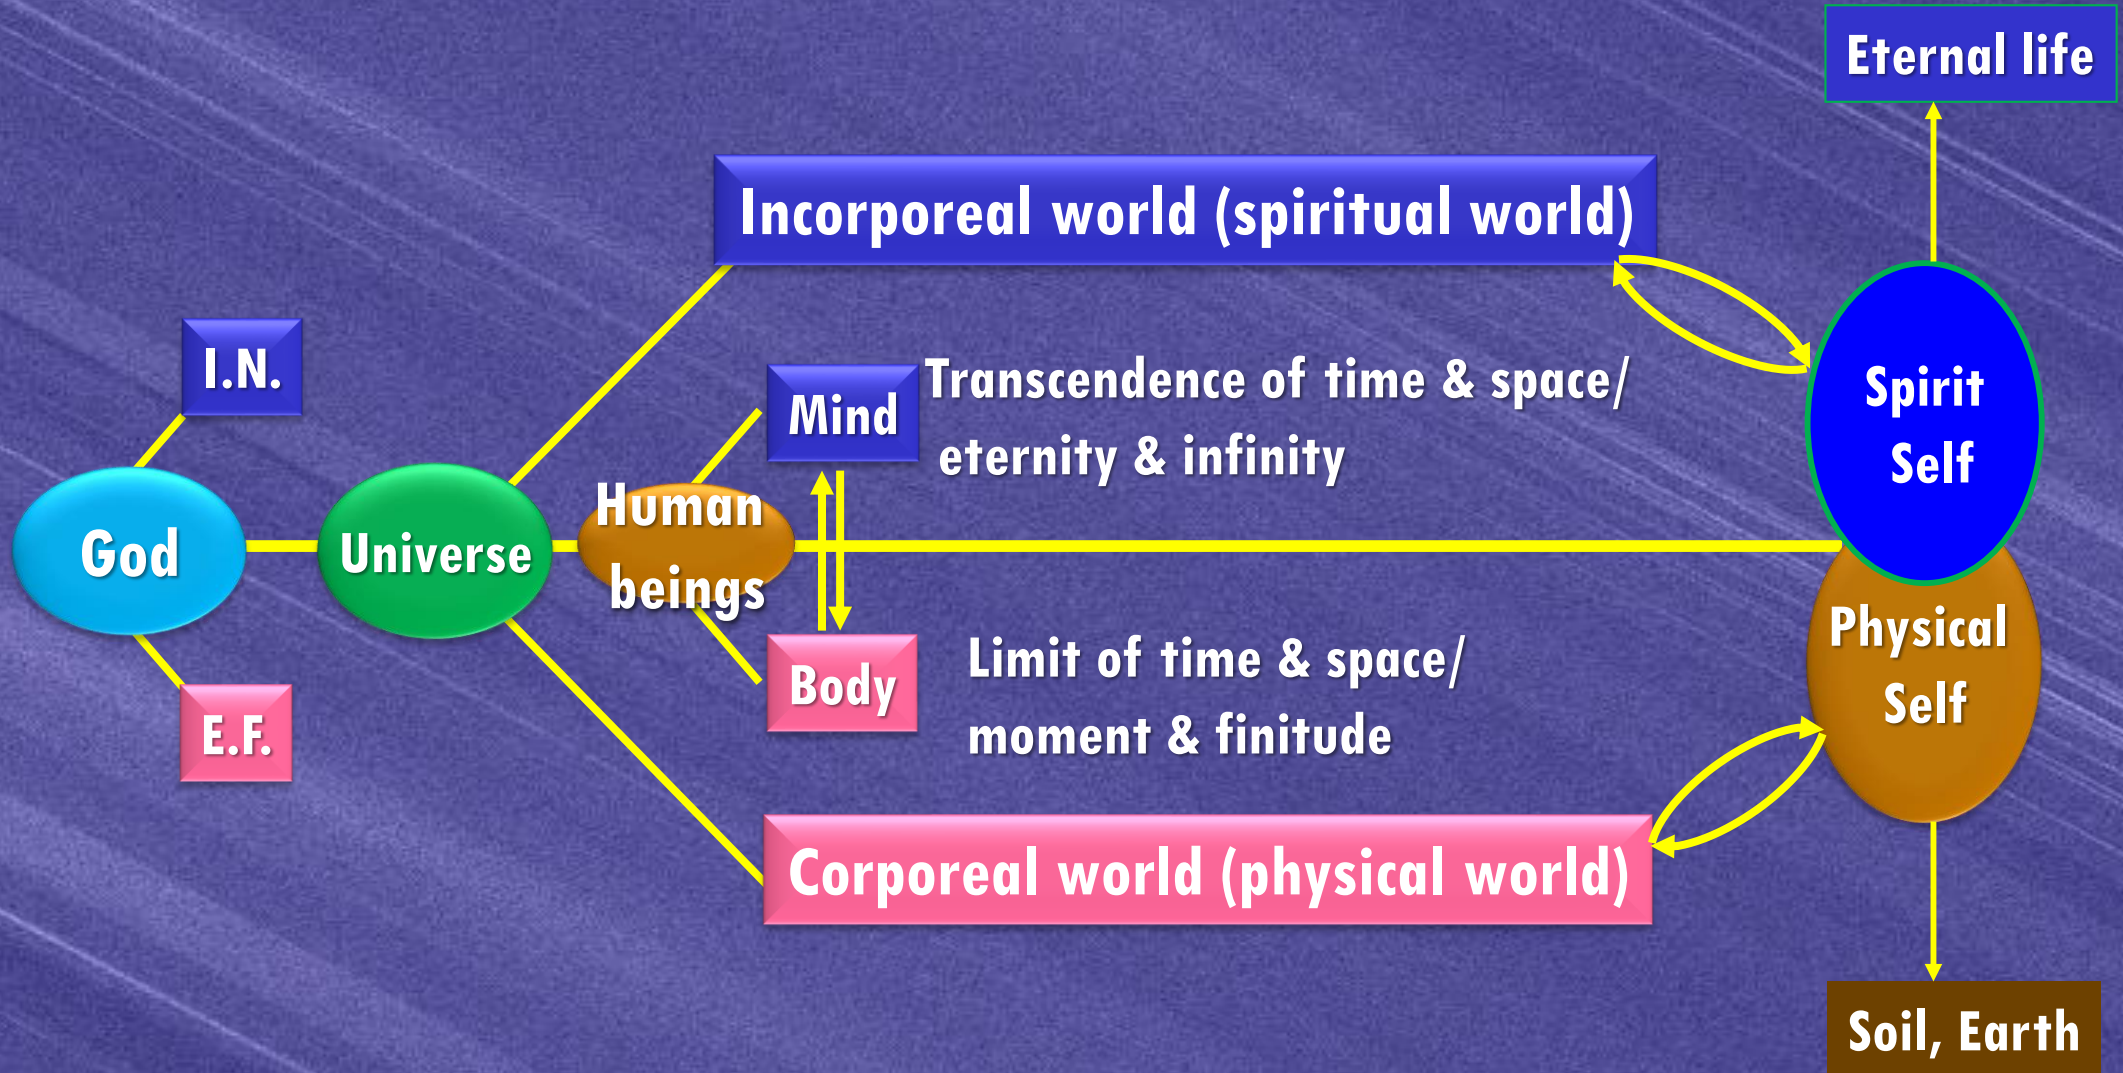 Eternal life
Incorporeal world (spiritual world)
I.N.
Mind
Transcendence of time & space/
eternity & infinity
Spirit
Self
God
Universe
Human
beings
Physical
Self
Body
Limit of time & space/
moment & finitude
E.F.
Corporeal world (physical world)
Soil, Earth